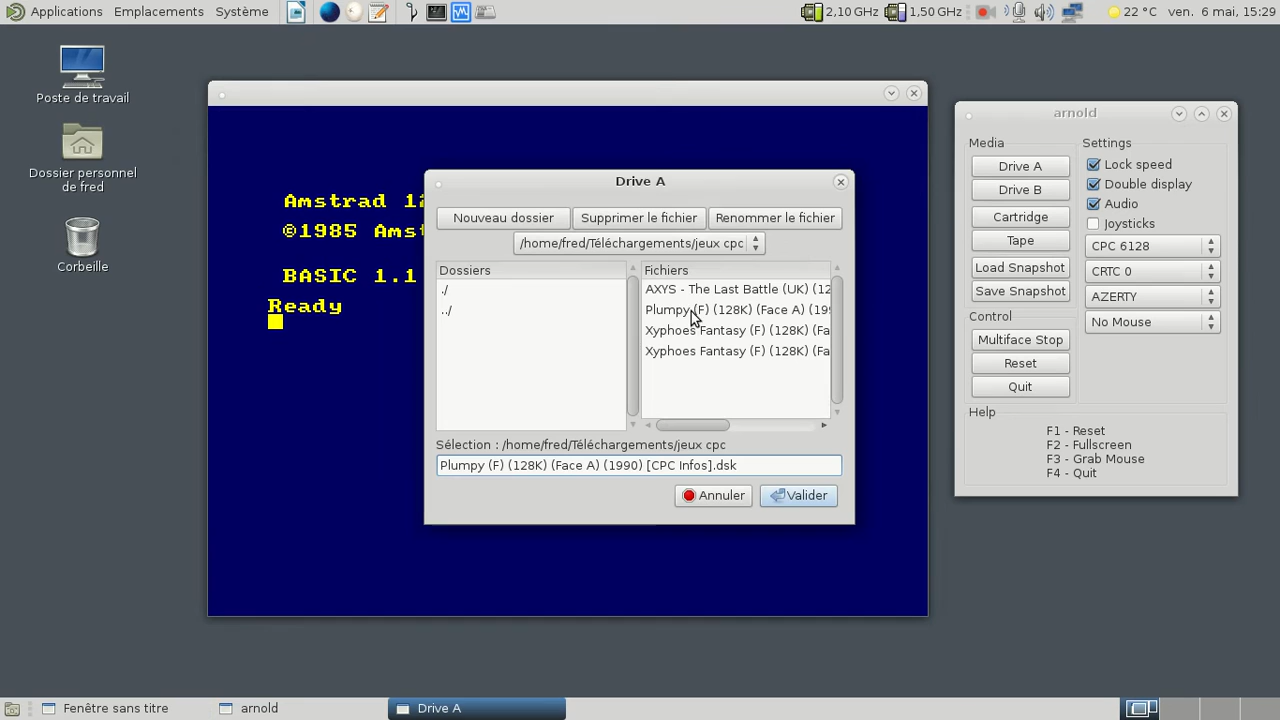 Applications Emplacements Système 2,10 GHz 1,50 GHz 22 °C ven. 6 mai, 15:29
Poste de travail
Dossier personnel
de fred
Corbeille
Amstrad 12
©1985 Amst
BASIC 1.1
Ready
Drive A
Nouveau dossier Supprimer le fichier Renommer le fichier
/home/fred/Téléchargements/jeux cpc
Dossiers
./
../
Fichiers
AXYS - The Last Battle (UK) (12
Plumpy (F) (128K) (Face A) (199
Xyphoes Fantasy (F) (128K) (Fa
Xyphoes Fantasy (F) (128K) (Fa
Sélection : /home/fred/Téléchargements/jeux cpc
Plumpy (F) (128K) (Face A) (1990) [CPC Infos].dsk
Annuler Valider
arnold
Media
Drive A
Drive B
Cartridge
Tape
Load Snapshot
Save Snapshot
Control
Multiface Stop
Reset
Quit
Settings
Lock speed
Double display
Audio
Joysticks
CPC 6128
CRTC 0
AZERTY
No Mouse
Help
F1 - Reset
F2 - Fullscreen
F3 - Grab Mouse
F4 - Quit
Fenêtre sans titre arnold Drive A